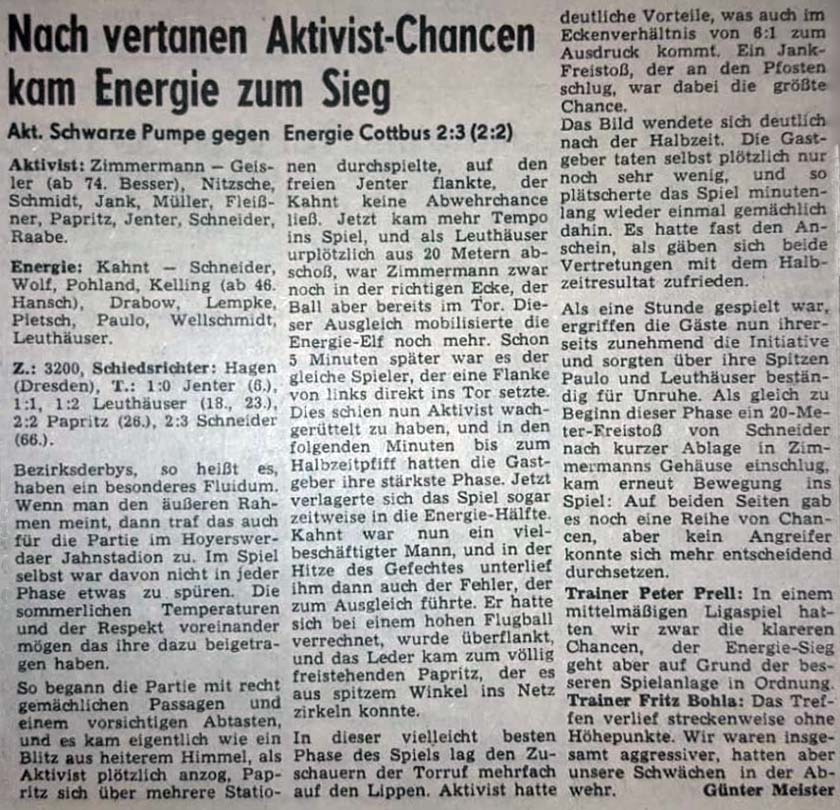 Nach vertanen Aktivist-Chancen
kam Energie zum Sieg
Akt. Schwarze Pumpe gegen Energie Cottbus 2:3 (2:2)
Aktivist: Zimmermann — Geis-
ler (ab 74. Besser), Nitzsche,
Schmidt, Jank, Müller, Fleiß-
ner, Papritz, Jenter, Schneider,
Raabe.
Energie: Kahnt — Schneider,
Wolf, Pohland, Kelling (ab 46.
Hansch), Drabow, Lempke,
Pietsch, Paulo, Wellschmidt,
Leuthäuser.
Z.: 3200, Schiedsrichter: Hagen
(Dresden), T.: 1:0 Jenter (6.),
1:1, 1:2 Leuthäuser (18., 23.),
2:2 Papritz (26.), 2:3 Schneider
(66.).
Bezirksderbys, so heißt es,
haben ein besonderes Fluidum.
Wenn man den äußeren Rah-
men meint, dann traf das auch
für die Partie im Hoyerswer-
daer Jahnstadion zu. Im Spiel
selbst war davon nicht in jeder
Phase etwas zu spüren. Die
sommerlichen Temperaturen
und der Respekt voreinander
mögen das ihre dazu beigetra-
gen haben.
So begann die Partie mit recht
gemächlichen Passagen und
einem vorsichtigen Abtasten,
und es kam eigentlich wie ein
Blitz aus heiterem Himmel, als
Aktivist plötzlich anzog, Pap-
ritz sich über mehrere Statio-
nen durchspielte, auf den
freien Jenter flankte, der
Kahnt keine Abwehrchance
ließ. Jetzt kam mehr Tempo
ins Spiel, und als Leuthäuser
urplötzlich aus 20 Metern ab-
schoß, war Zimmermann zwar
noch in der richtigen Ecke, der
Ball aber bereits im Tor. Die-
ser Ausgleich mobilisierte die
Energie-Elf noch mehr. Schon
5 Minuten später war es der
gleiche Spieler, der eine Flanke
von links direkt ins Tor setzte.
Dies schien nun Aktivist wach-
gerüttelt zu haben, und in den
folgenden Minuten bis zum
Halbzeitpfiff hatten die Gast-
geber ihre stärkste Phase. Jetzt
verlagerte sich das Spiel sogar
zeitweise in die Energie-Hälfte.
Kahnt war nun ein viel-
beschäftigter Mann, und in der
Hitze des Gefechtes unterlief
ihm dann auch der Fehler, der
zum Ausgleich führte. Er hatte
sich bei einem hohen Flugball
verrechnet, wurde überflankt,
und das Leder kam zum völlig
freistehenden Papritz, der es
aus spitzem Winkel ins Netz
zirkeln konnte.
In dieser vielleicht besten
Phase des Spiels lag den Zu-
schauern der Torruf mehrfach
auf den Lippen. Aktivist hatte
deutliche Vorteile, was auch im
Eckenverhältnis von 6:1 zum
Ausdruck kommt. Ein Jank-
Freistoß, der an den Pfosten
schlug, war dabei die größte
Chance.
Das Bild wendete sich deutlich
nach der Halbzeit. Die Gast-
geber taten selbst plötzlich nur
noch sehr wenig, und so
plätscherte das Spiel minuten-
lang wieder einmal gemächlich
dahin. Es hatte fast den An-
schein, als gäben sich beide
Vertretungen mit dem Halb-
zeitresultat zufrieden.
Als eine Stunde gespielt war,
ergriffen die Gäste nun ihrer-
seits zunehmend die Initiative
und sorgten über ihre Spitzen
Paulo und Leuthäuser bestän-
dig für Unruhe. Als gleich zu
Beginn dieser Phase ein 20-Me-
ter-Freistoß von Schneider
nach kurzer Ablage in Zim-
mermanns Gehäuse einschlug,
kam erneut Bewegung ins
Spiel: Auf beiden Seiten gab
es noch eine Reihe von Chan-
cen, aber kein Angreifer
konnte sich mehr entscheidend
durchsetzen.
Trainer Peter Prell: In einem
mittelmäßigen Ligaspiel hat-
ten wir zwar die klareren
Chancen, der Energie-Sieg
geht aber auf Grund der bes-
seren Spielanlage in Ordnung.
Trainer Fritz Bohla: Das Tref-
fen verlief streckenweise ohne
Höhepunkte. Wir waren insge-
samt aggressiver, hatten aber
unsere Schwächen in der Ab-
wehr. Günter Meister